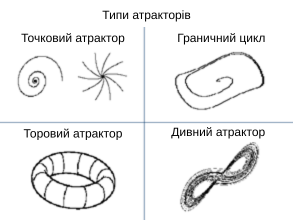 Типи атракторів
Точковий атрактор
Граничний цикл
Торовий атрактор
Дивний атрактор